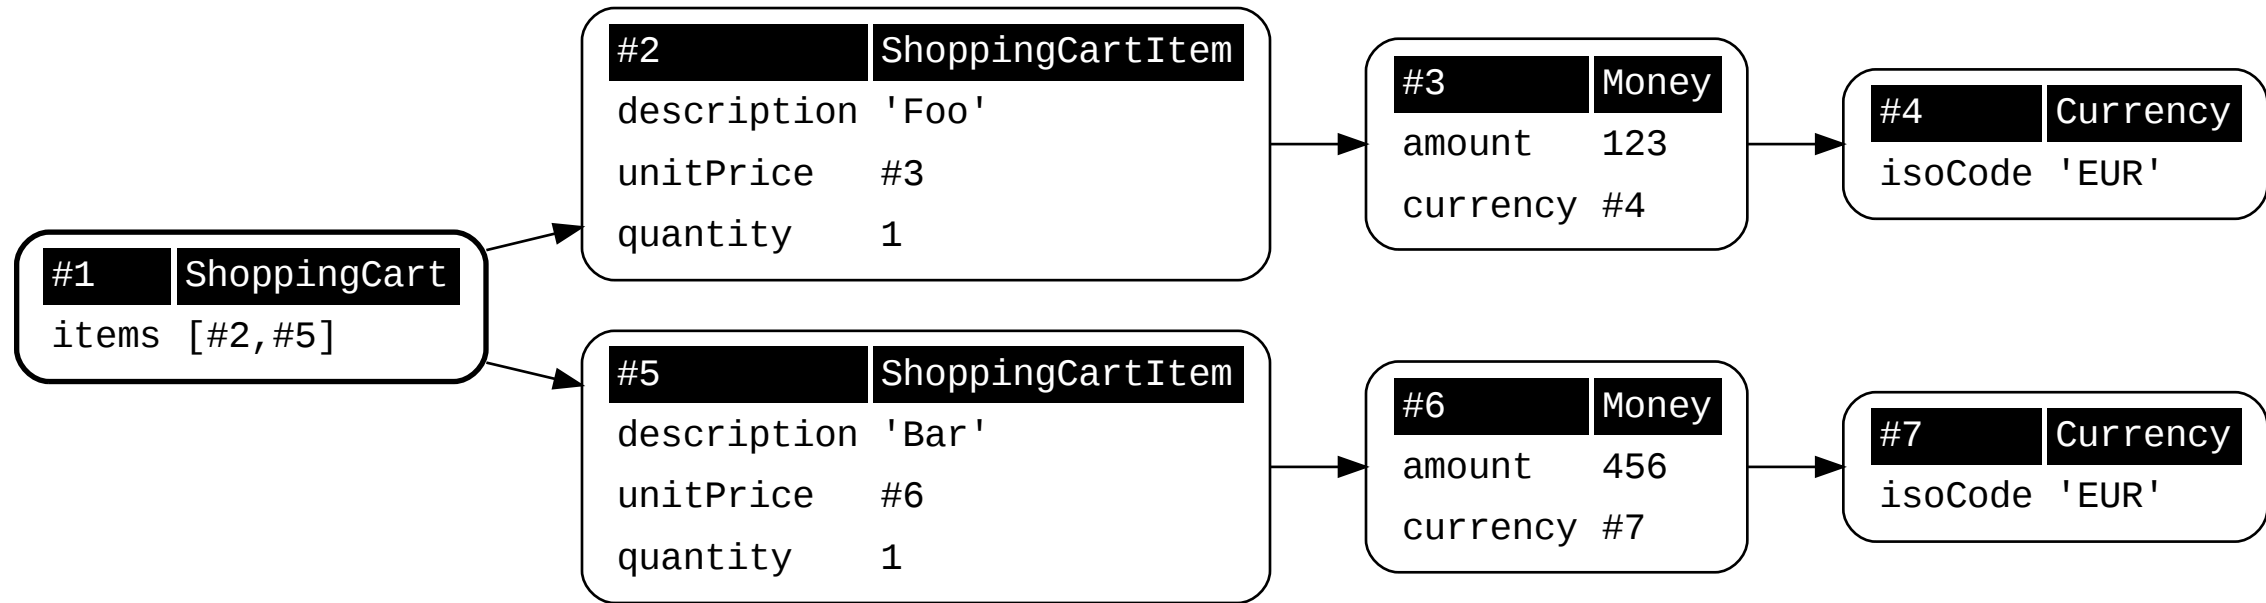 #1 ShoppingCart
items [#2,#5]
#2 ShoppingCartItem
description 'Foo'
unitPrice #3
quantity 1
#3 Money
amount 123
currency #4
#4 Currency
isoCode 'EUR'
#5 ShoppingCartItem
description 'Bar'
unitPrice #6
quantity 1
#6 Money
amount 456
currency #7
#7 Currency
isoCode 'EUR'